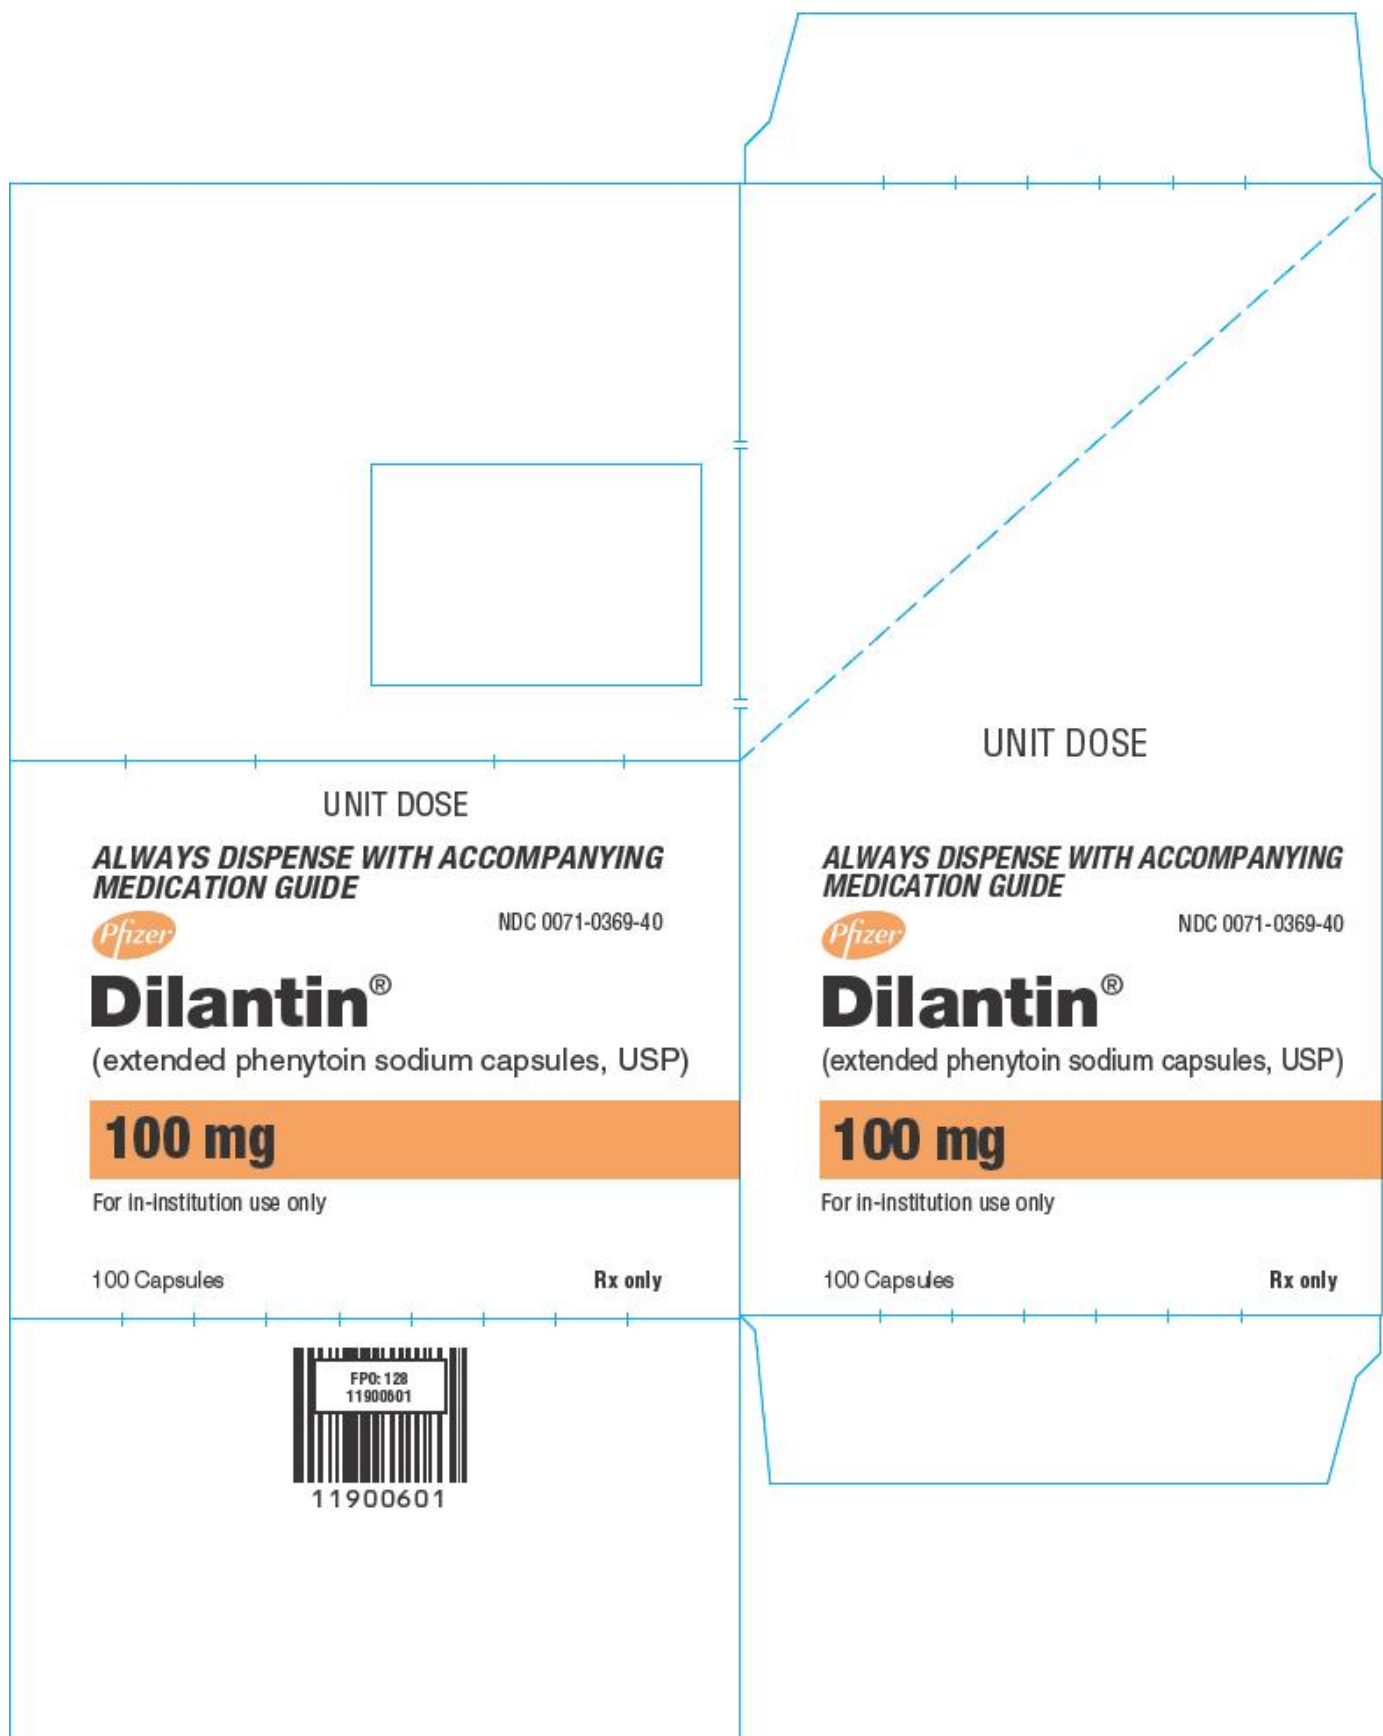 UNIT DOSE
ALWAYS DISPENSE WITH ACCOMPANYING
MEDICATION GUIDE
Pfizer
NDC 0071-0369-40
Dilantin®
(extended phenytoin sodium capsules, USP)
100 mg
For in-institution use only
100 Capsules
Rx only
FPO: 128
11900601
11900601
UNIT DOSE
ALWAYS DISPENSE WITH ACCOMPANYING
MEDICATION GUIDE
Pfizer
NDC 0071-0369-40
Dilantin®
(extended phenytoin sodium capsules, USP)
100 mg
For in-institution use only
100 Capsules
Rx only